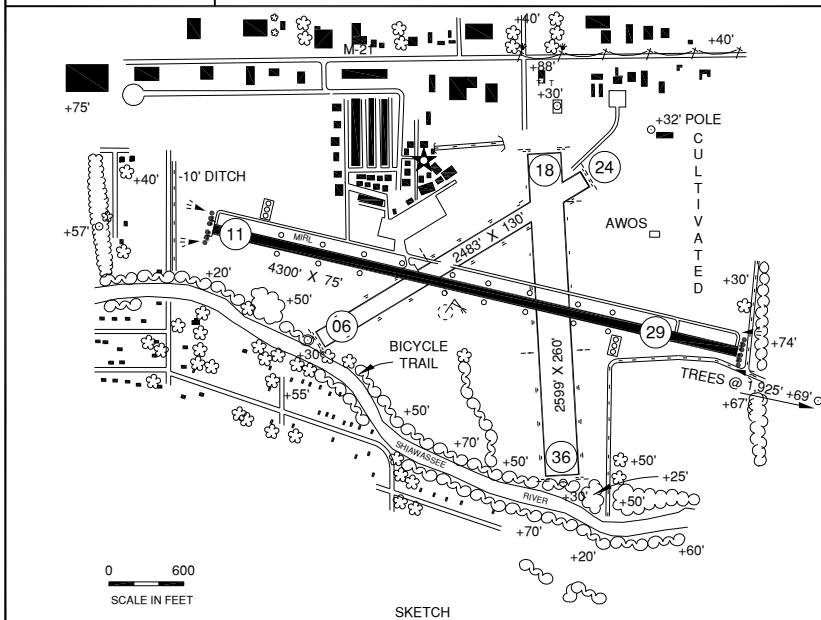 +40'
M-21
+40'
+88'
T T
+30'
+75'
+32' POLE
CULTIVATED
18
24
-10' DITCH
+40'
AWOS
+57'
11
MIRL
2483' X 130'
4300' X 75'
+20'
+30'
+50'
06
29
+30'
BICYCLE
TRAIL
+74'
2599' X 260'
TREES @ 1,925'
+69'
+67'
+55'
+50'
+70'
SHIAWASSEE
36
+50'
+50'
+25'
RIVER
+30'
+50'
+70'
+20'
+60'
0 600
SCALE IN FEET
SKETCH